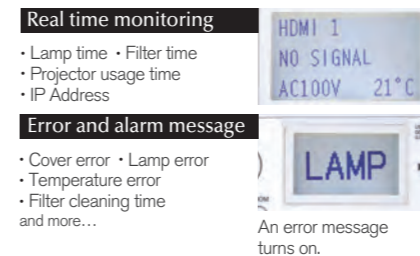 Real time monitoring
・Lamp time ・Filter time
・Projector usage time
・IP Address
HDMI 1
NO SIGNAL
AC100V 21°C
Error and alarm message
・Cover error ・Lamp error
・Temperature error
・Filter cleaning time
and more…
LAMP
An error message
turns on.